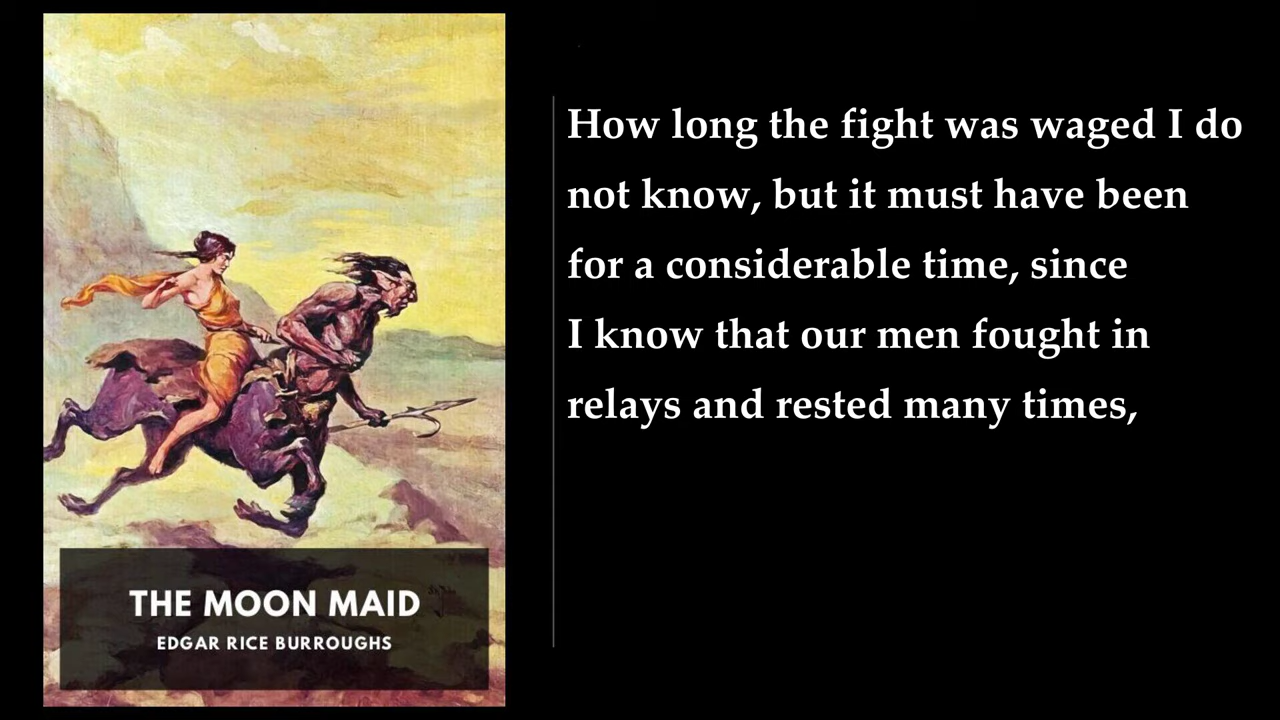 How long the fight was waged I do
not know, but it must have been
for a considerable time, since
I know that our men fought in
relays and rested many times,
THE MOON MAID
EDGAR RICE BURROUGHS